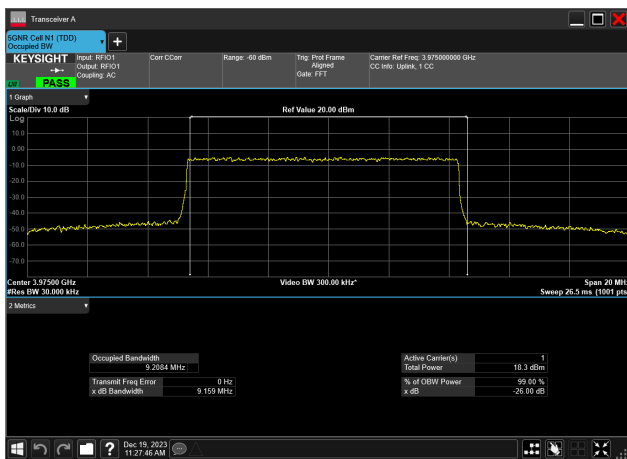 Transceiver A
5GNR Cell N1 (TDD)
Occupied BW
KEYSIGHT
Input: RFIO1
Output: RFIO1
Coupling: AC
Corr CCorr
Range: -60 dBm
Trig: Prot Frame
Aligned
Gate: FFT
Carrier Ref Freq: 3.975000000 GHz
CC Info: Uplink, 1 CC
PASS
1 Graph
Scale/Div 10.0 dB
Ref Value 20.00 dBm
Log
10.0
0.00
-10.0
-20.0
-30.0
-40.0
-50.0
-60.0
-70.0
Center 3.97500 GHz
Video BW 300.00 kHz*
Span 20 MHz
#Res BW 30.000 kHz
Sweep 26.5 ms (1001 pts
2 Metrics
Occupied Bandwidth
9.2084 MHz
Active Carrier(s) 1
Total Power 18.3 dBm
Transmit Freq Error 0 Hz
x dB Bandwidth 9.159 MHz
% of OBW Power 99.00 %
x dB -26.00 dB
Dec 19, 2023
11:27:46 AM